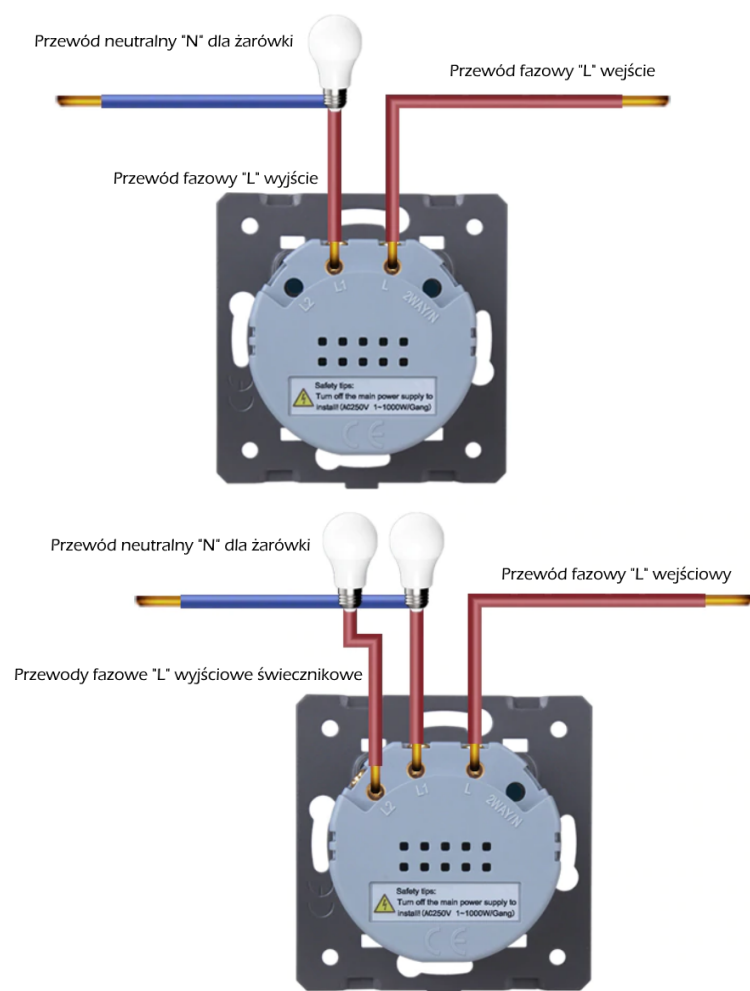 Przewód neutralny "N" dla żarówki
Przewód fazowy "L" wejście
Przewód fazowy "L" wyjście
L2
L1
L
2WAY/N
Safety tips:
Turn off the main power supply to
install! (AC250V 1~1000W/Gang)
CE
CE
Przewód neutralny "N" dla żarówki
Przewód fazowy "L" wejściowy
Przewody fazowe "L" wyjściowe świecznikowe
L2
L1
L
2WAY/N
Safety tips:
Turn off the main power supply to
install! (AC250V 1~1000W/Gang)
CE
CE